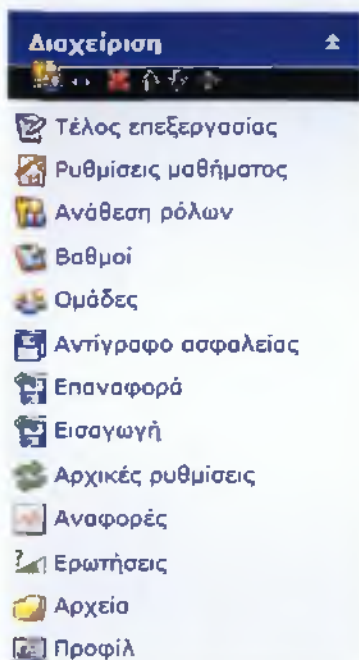 Διαχείριση
Τέλος επεξεργασίας
Ρυθμίσεις μαθήματος
Ανάθεση ρόλων
Βαθμοί
Ομάδες
Αντίγραφο ασφαλείας
Επαναφορά
Εισαγωγή
Αρχικές ρυθμίσεις
Αναφορές
Ερωτήσεις
Αρχεία
Προφίλ